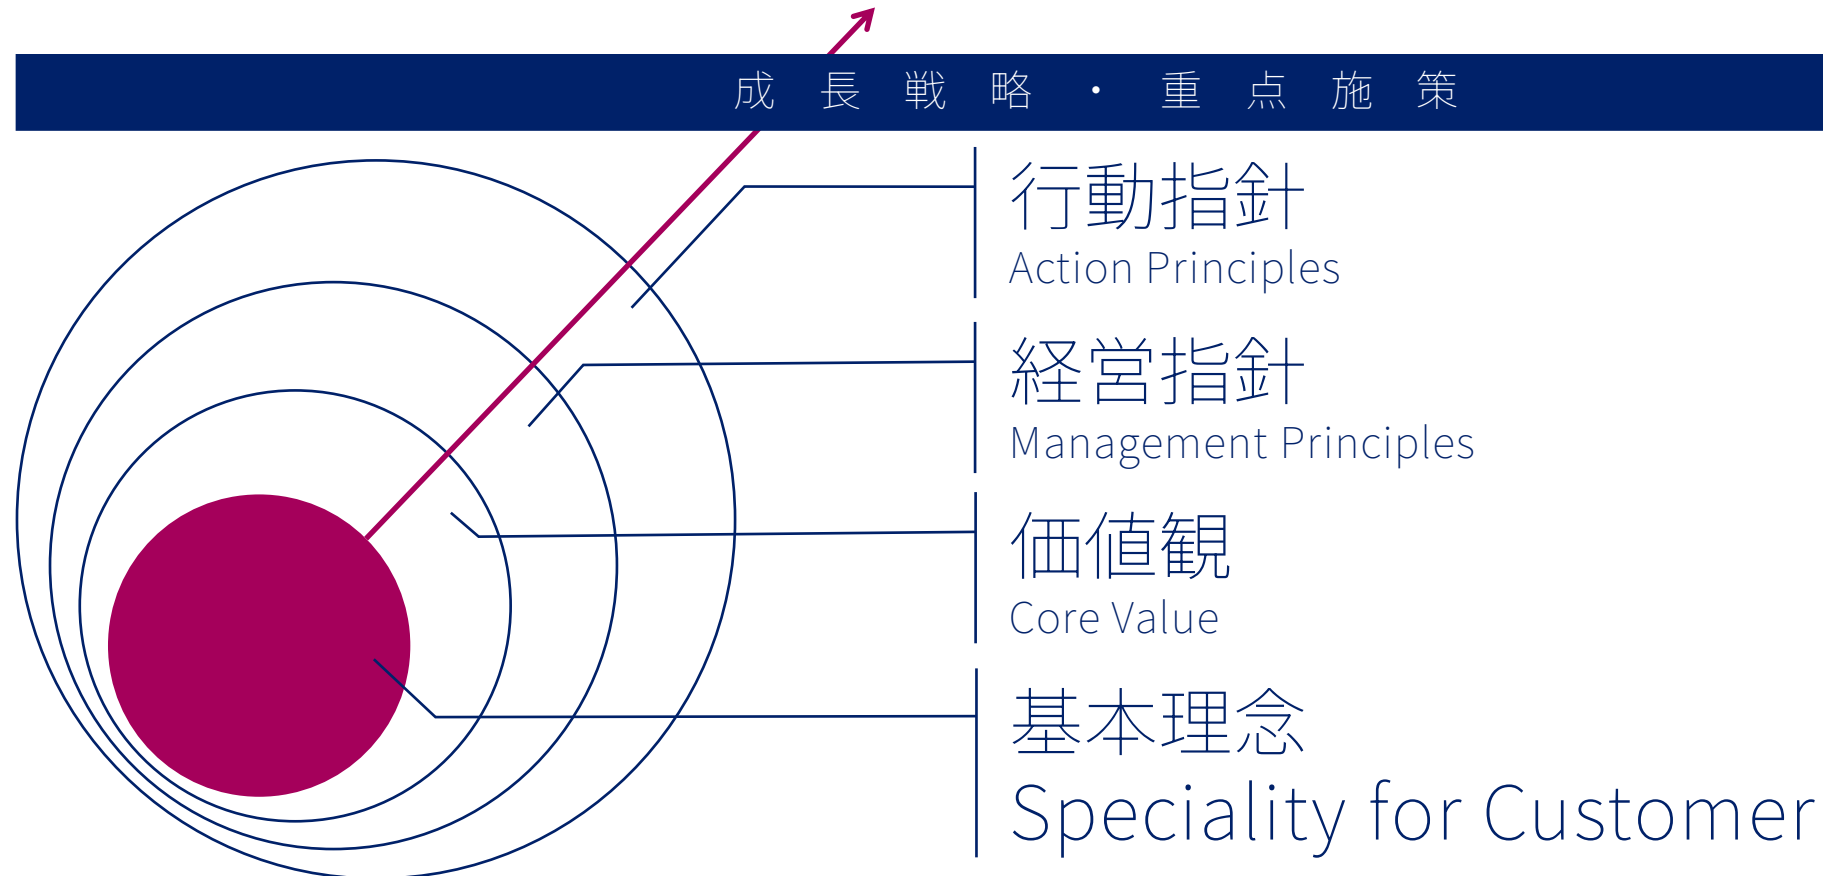 成長戦略・重点施策
行動指針
Action Principles
経営指針
Management Principles
価値観
Core Value
基本理念
Speciality for Customer